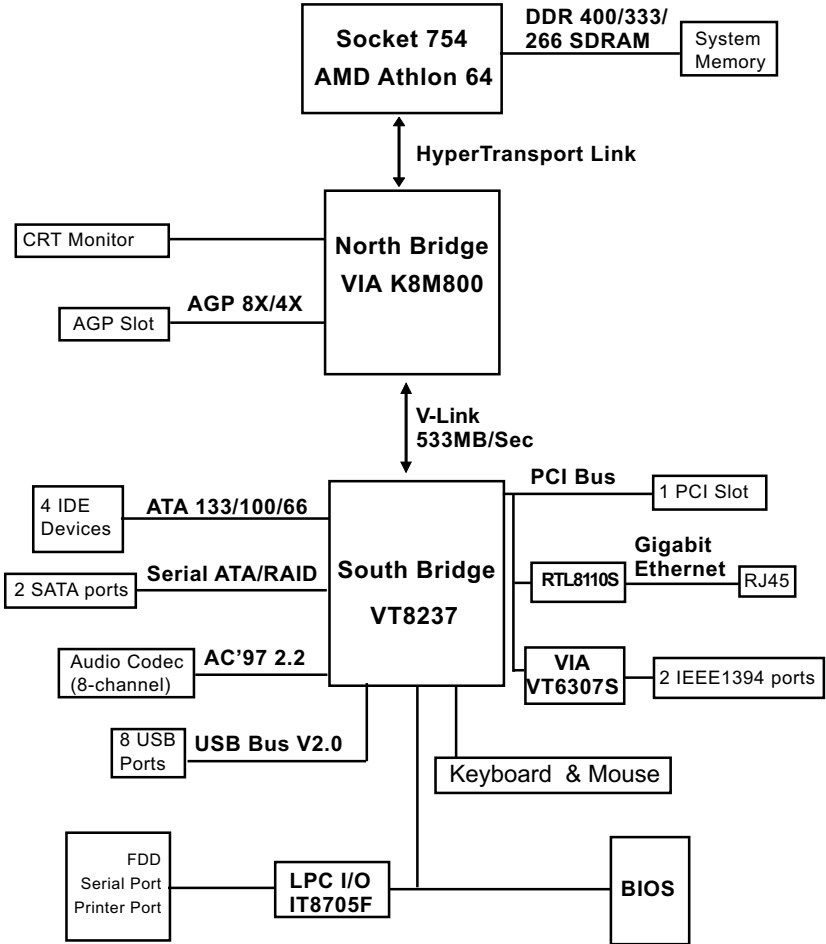 Socket 754
AMD Athlon 64
DDR 400/333/
266 SDRAM
System
Memory
HyperTransport Link
CRT Monitor
North Bridge
VIA K8M800
AGP 8X/4X
AGP Slot
V-Link
533MB/Sec
PCI Bus
1 PCI Slot
4 IDE
Devices
ATA 133/100/66
Gigabit
Ethernet
South Bridge
VT8237
RTL8110S
RJ45
Serial ATA/RAID
2 SATA ports
Audio Codec
(8-channel)
AC’97 2.2
VIA
VT6307S
2 IEEE1394 ports
8 USB
Ports
USB Bus V2.0
Keyboard & Mouse
FDD
Serial Port
Printer Port
LPC I/O
IT8705F
BIOS